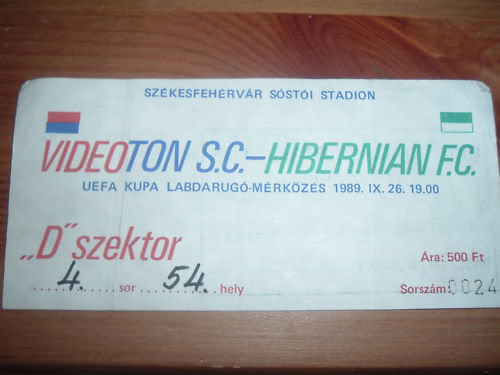 SZÉKESFEHÉRVÁR SÓSTÓI STADION
VIDEOTON S.C.–HIBERNIAN F.C.
UEFA KUPA LABDARUGÓ-MÉRKŐZÉS 1989. IX. 26. 19.00
„D” szektor
Ára: 500 Ft
4. sor 54. hely
Sorszám 0024